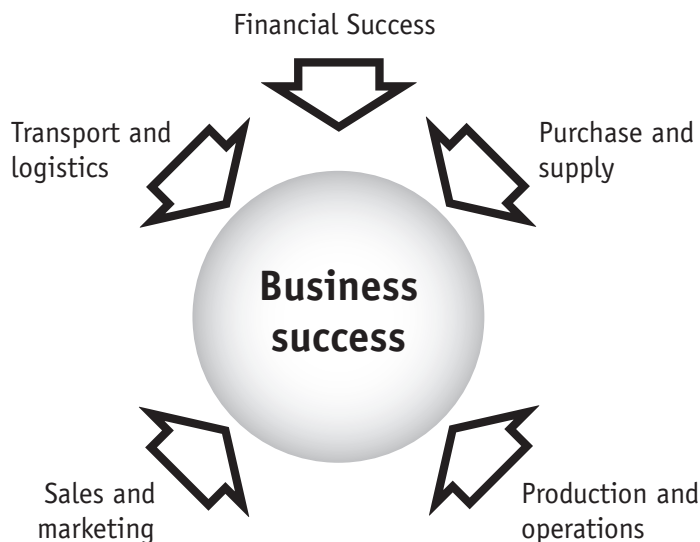 Financial Success
Transport and
logistics
Purchase and
supply
Business
success
Sales and
marketing
Production and
operations